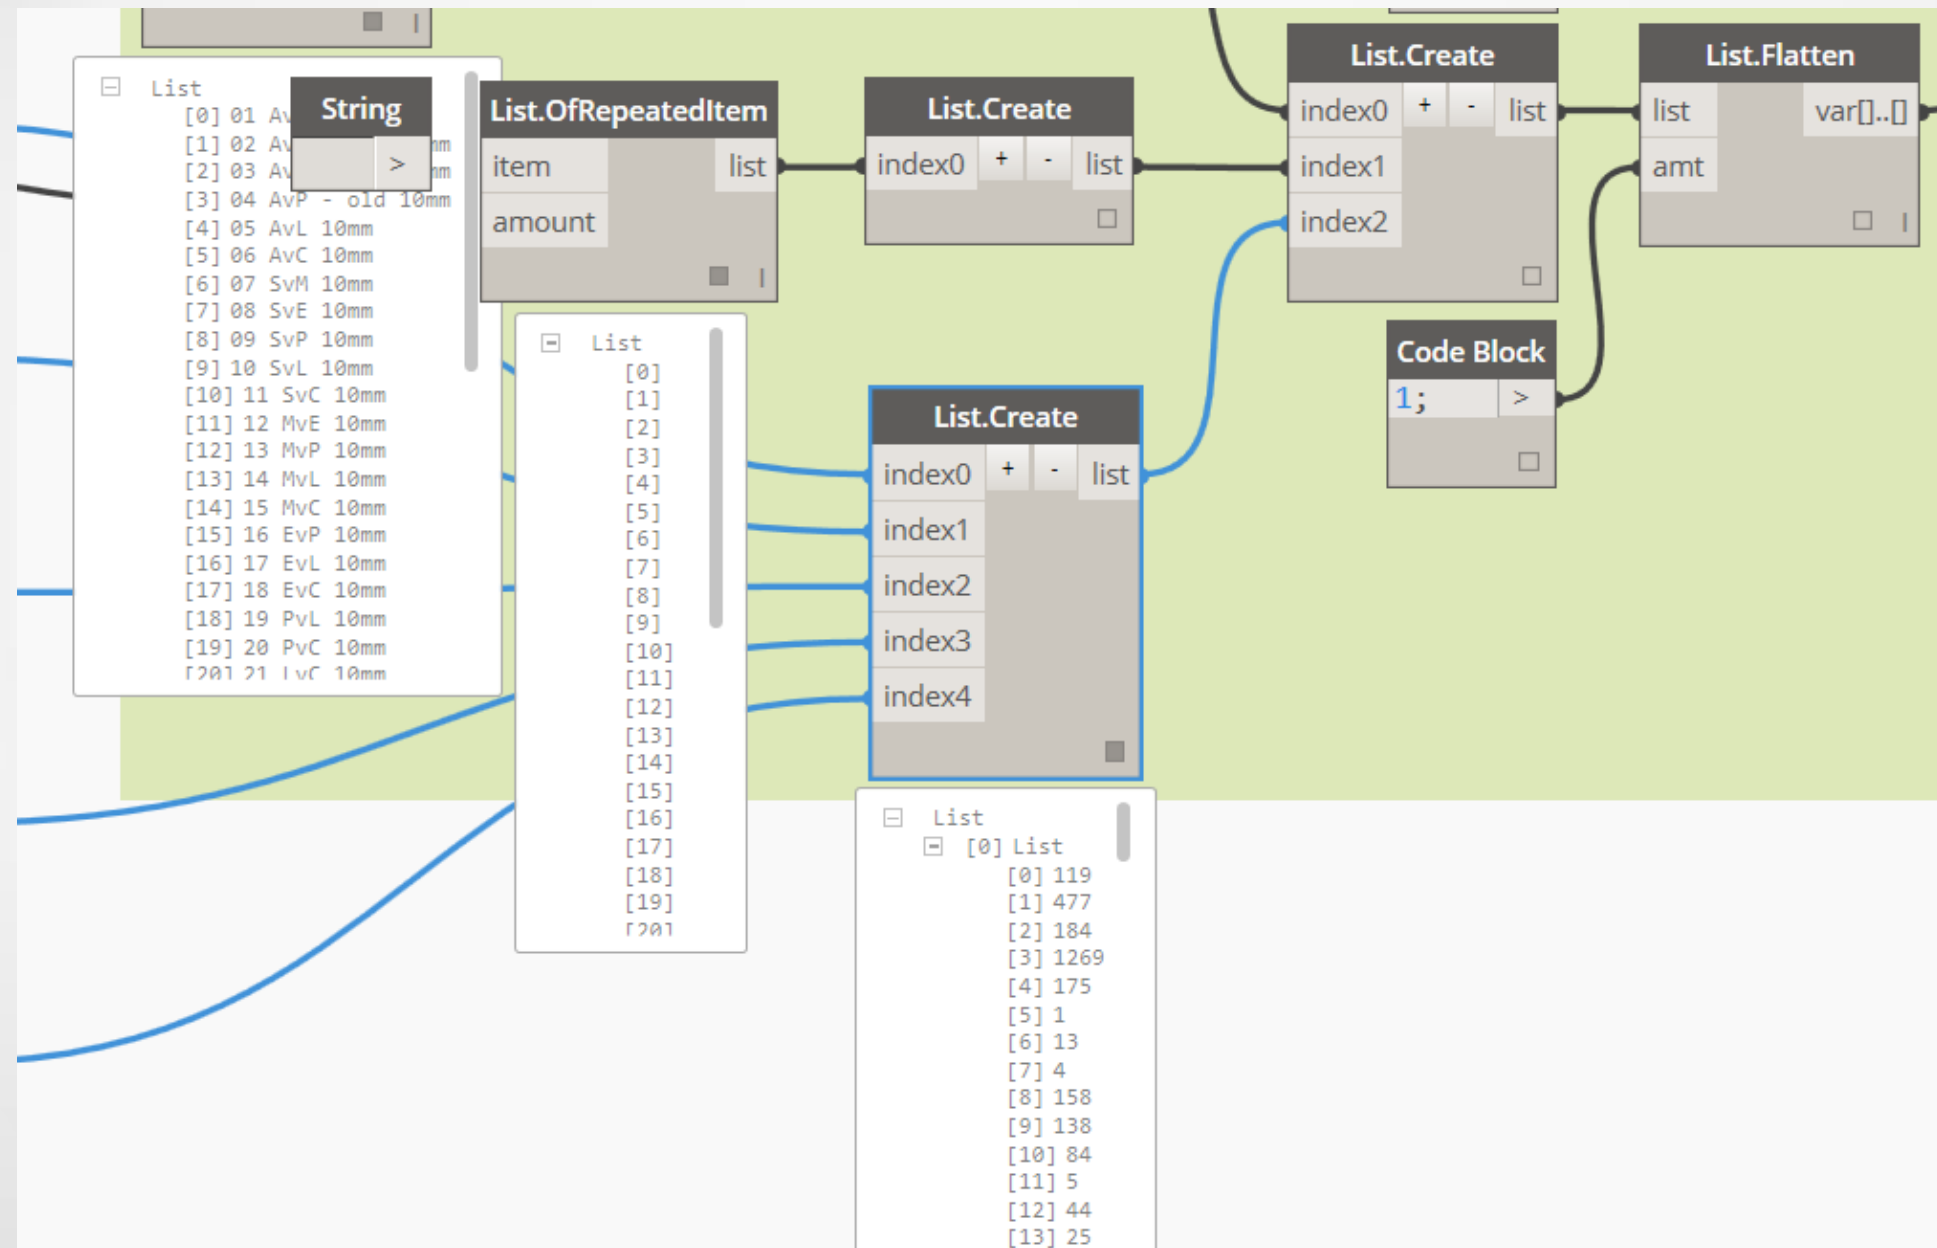 List
[0] 01 Av
[1] 02 Av mm
[2] 03 Av mm
[3] 04 AvP - old 10mm
[4] 05 AvL 10mm
[5] 06 AvC 10mm
[6] 07 SvM 10mm
[7] 08 SvE 10mm
[8] 09 SvP 10mm
[9] 10 SvL 10mm
[10] 11 SvC 10mm
[11] 12 MvE 10mm
[12] 13 MvP 10mm
[13] 14 MvL 10mm
[14] 15 MvC 10mm
[15] 16 EvP 10mm
[16] 17 EvL 10mm
[17] 18 EvC 10mm
[18] 19 PvL 10mm
[19] 20 PvC 10mm
[20] 21 LvC 10mm
String
>
List.OfRepeatedItem
item list
amount
List
[0]
[1]
[2]
[3]
[4]
[5]
[6]
[7]
[8]
[9]
[10]
[11]
[12]
[13]
[14]
[15]
[16]
[17]
[18]
[19]
[20]
List.Create
index0 + - list
List.Create
index0 + - list
index1
index2
index3
index4
List
[0] List
[0] 119
[1] 477
[2] 184
[3] 1269
[4] 175
[5] 1
[6] 13
[7] 4
[8] 158
[9] 138
[10] 84
[11] 5
[12] 44
[13] 25
List.Create
index0 + - list
index1
index2
Code Block
1; >
List.Flatten
list var[]..[]
amt